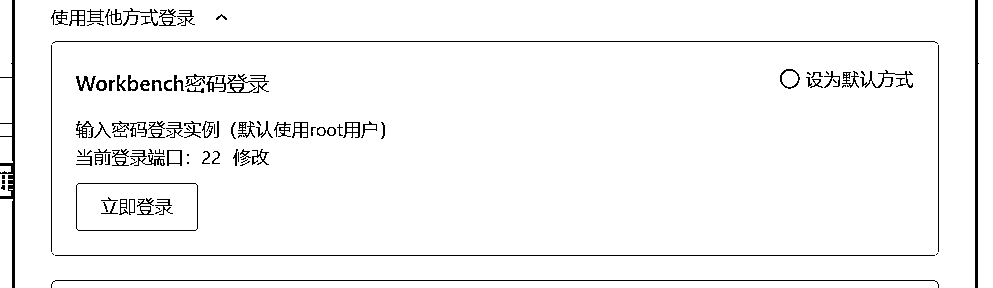 使用其他方式登录
Workbench密码登录
设为默认方式
输入密码登录实例（默认使用root用户）
当前登录端口：22 修改
立即登录